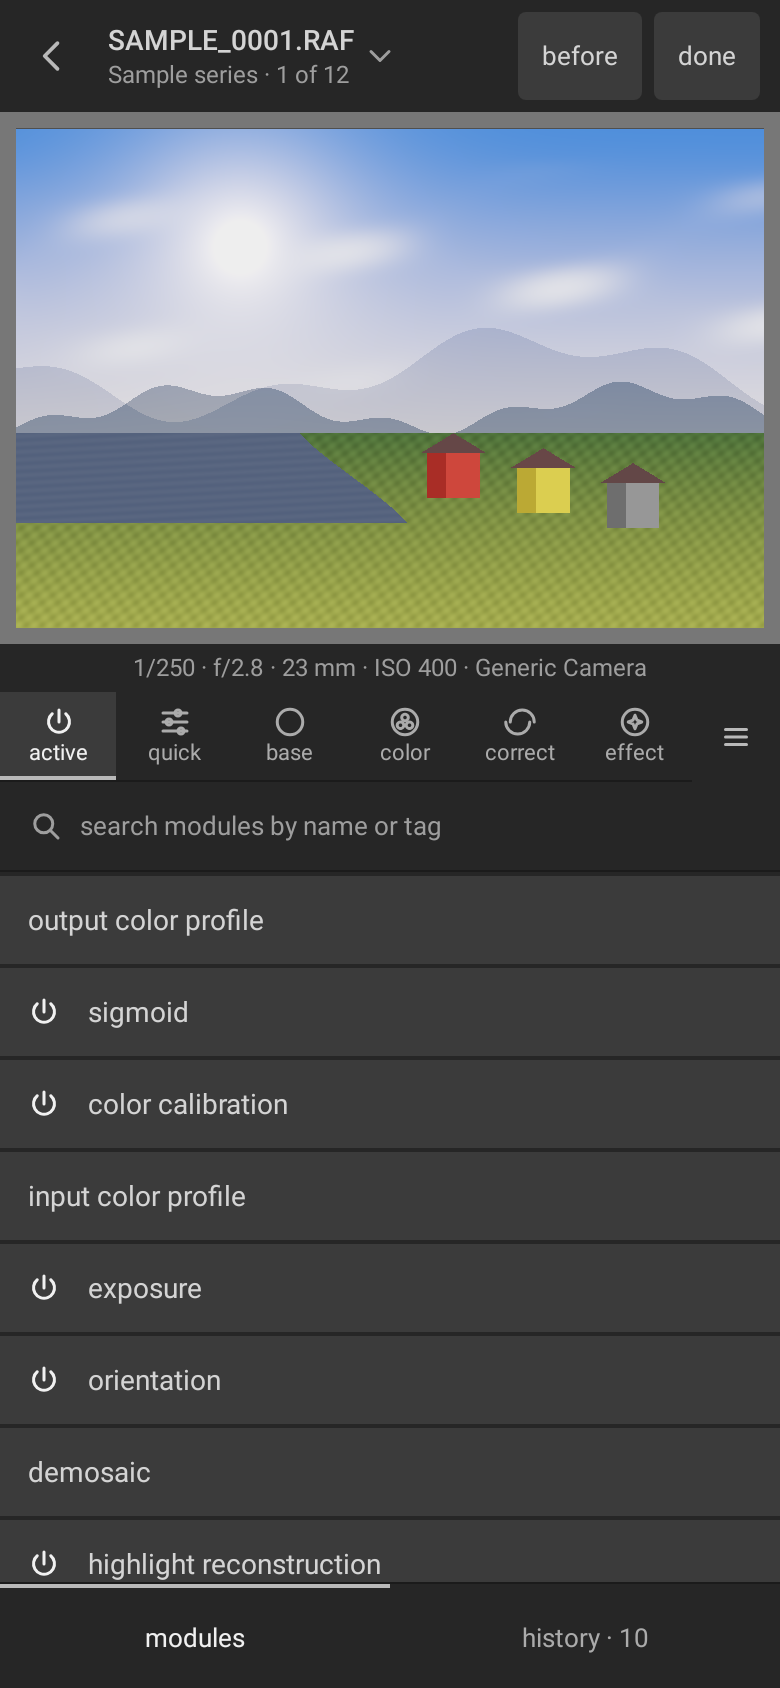 SAMPLE_0001.RAF
Sample series · 1 of 12
before
done
1/250 · f/2.8 · 23 mm · ISO 400 · Generic Camera
active
quick
base
color
correct
effect
search modules by name or tag
output color profile
sigmoid
color calibration
input color profile
exposure
orientation
demosaic
highlight reconstruction
modules
history · 10